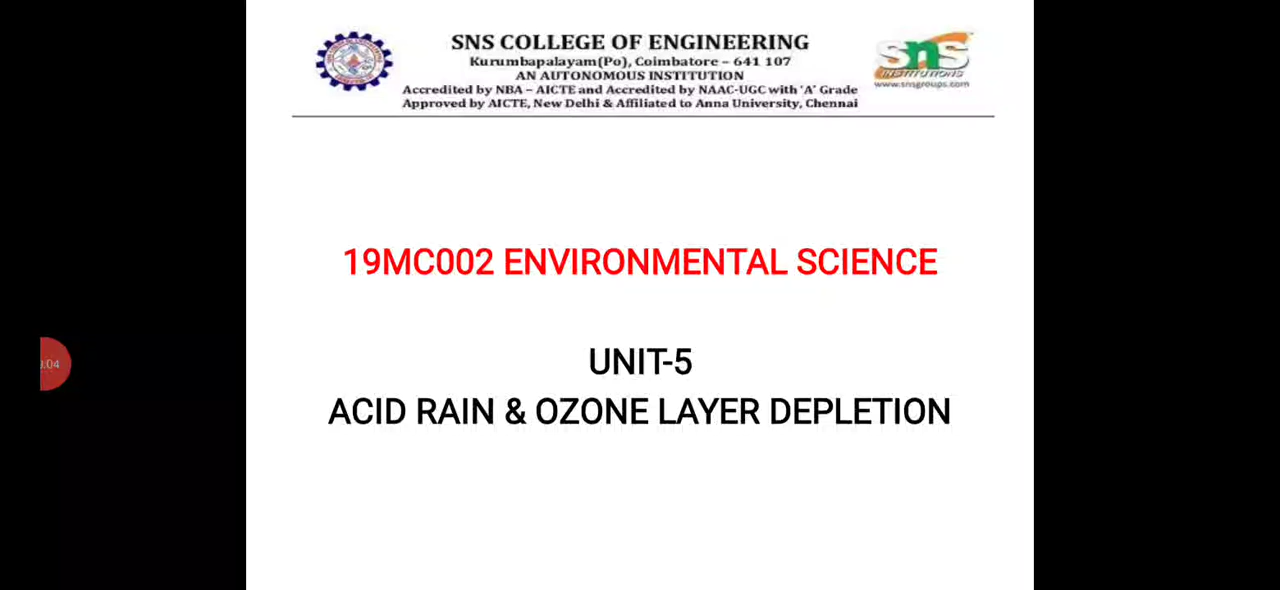 SNS COLLEGE OF ENGINEERING
Kurumbapalayam(Po), Coimbatore – 641 107
AN AUTONOMOUS INSTITUTION
Accredited by NBA – AICTE and Accredited by NAAC-UGC with 'A' Grade
Approved by AICTE, New Delhi & Affiliated to Anna University, Chennai
sns
INSTITUTIONS
www.snsgroups.com
19MC002 ENVIRONMENTAL SCIENCE
UNIT-5
ACID RAIN & OZONE LAYER DEPLETION